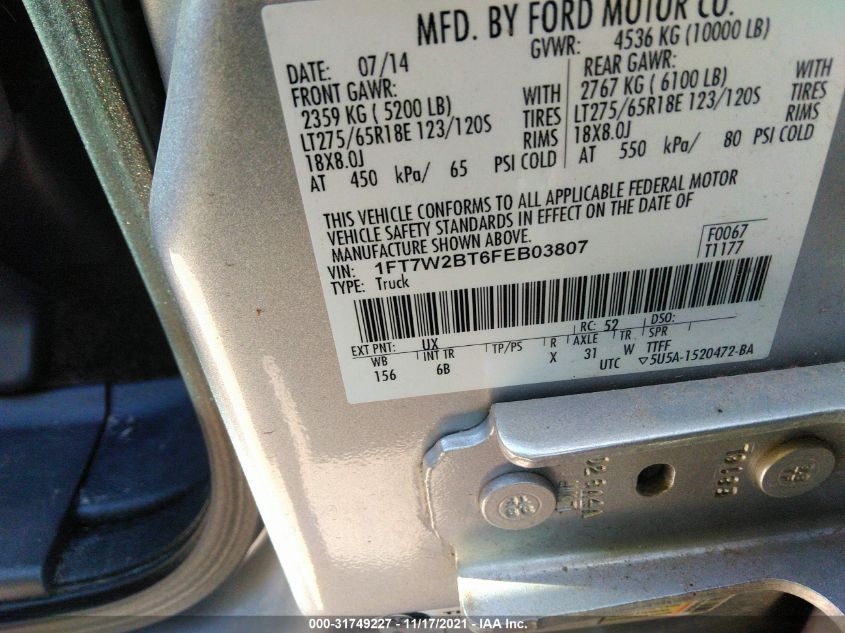 MFD. BY FORD MOTOR CO.
DATE: 07/14
GVWR: 4536 KG (10000 LB)
FRONT GAWR:
2359 KG ( 5200 LB)
WITH
LT275/65R18E 123/120S
TIRES
18X8.0J
RIMS
AT 450 kPa/ 65 PSI COLD
REAR GAWR:
2767 KG ( 6100 LB)
WITH
LT275/65R18E 123/120S
TIRES
18X8.0J
RIMS
AT 550 kPa/ 80 PSI COLD
THIS VEHICLE CONFORMS TO ALL APPLICABLE FEDERAL MOTOR
VEHICLE SAFETY STANDARDS IN EFFECT ON THE DATE OF
MANUFACTURE SHOWN ABOVE.
VIN: 1FT7W2BT6FEB03807
TYPE: Truck
F0067
T1177
EXT PNT: UX
RC: 52
DSO:
WB
INT TR
TP/PS
R
AXLE
TR
SPR
156
6B
X
31
W
TTFF
UTC ▽5U5A-1520472-BA
000-31749227 - 11/17/2021 - IAA Inc.